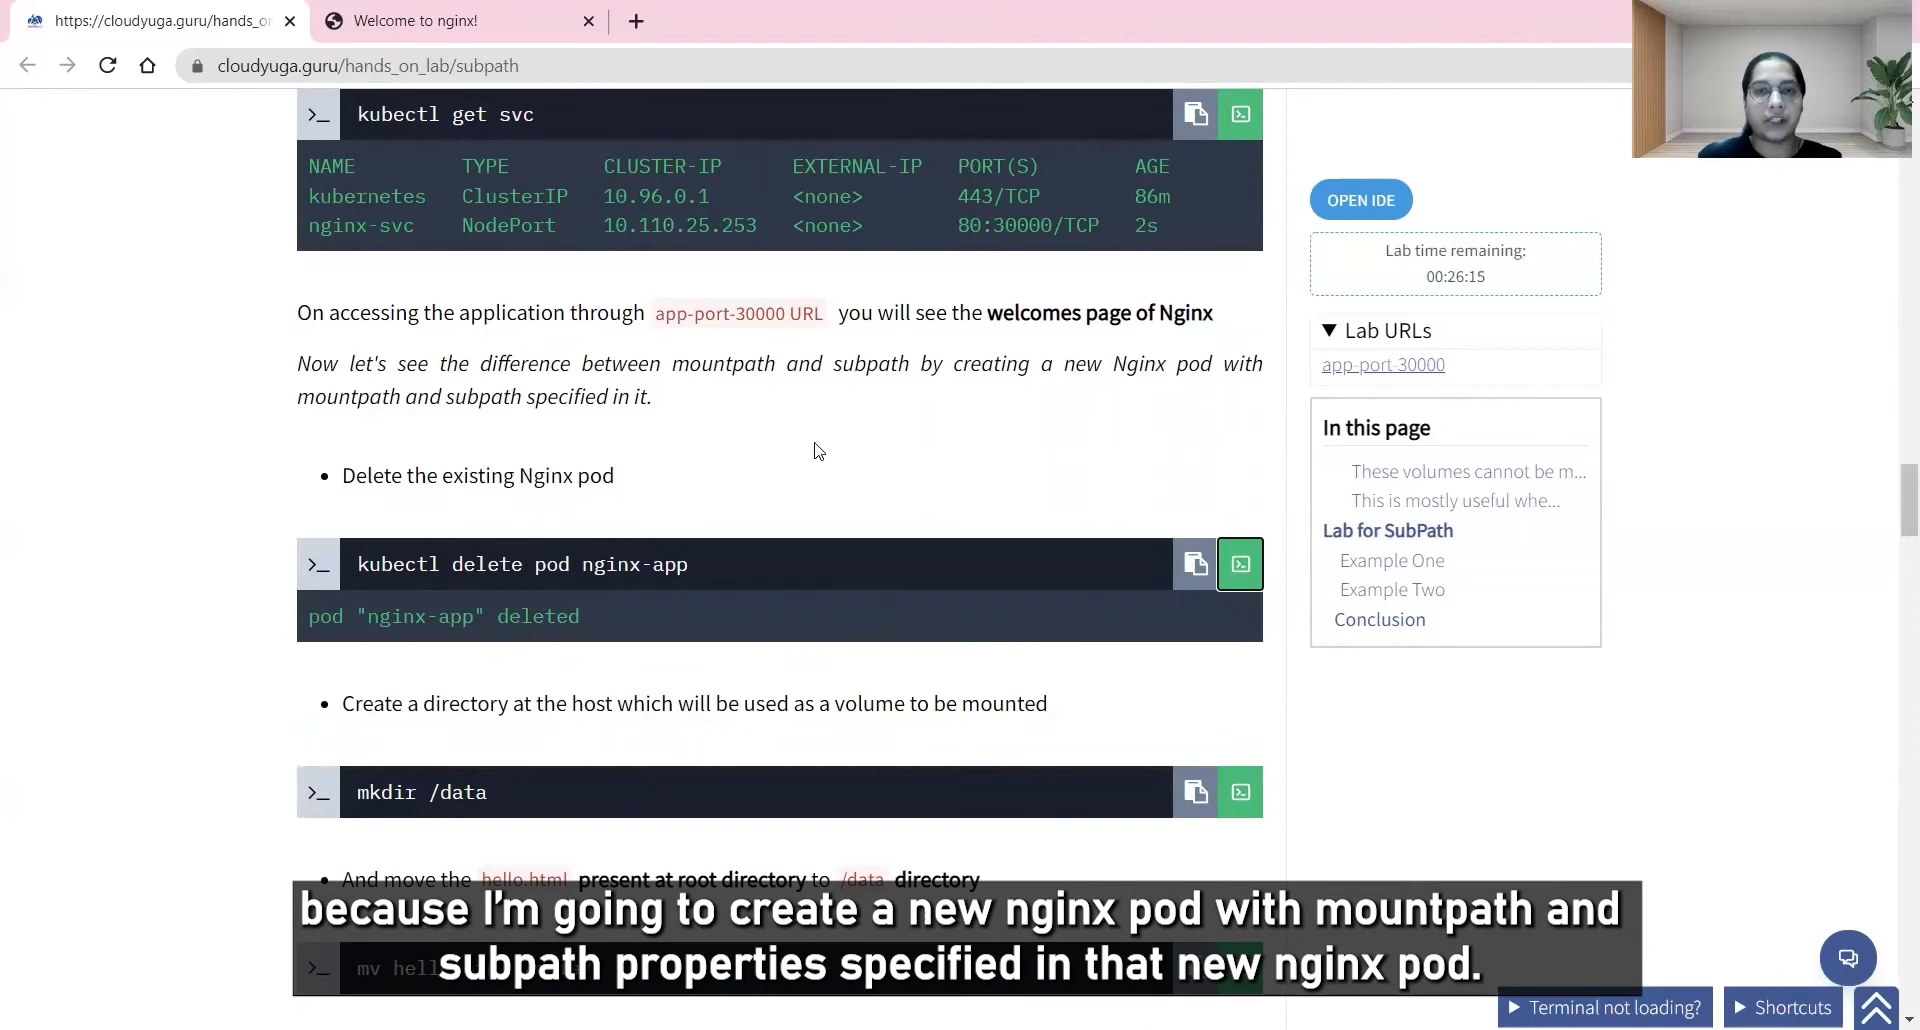 https://cloudyuga.guru/hands_on
Welcome to nginx!
cloudyuga.guru/hands_on_lab/subpath
>_ kubectl get svc
NAME TYPE CLUSTER-IP EXTERNAL-IP PORT(S) AGE
kubernetes ClusterIP 10.96.0.1 <none> 443/TCP 86m
nginx-svc NodePort 10.110.25.253 <none> 80:30000/TCP 2s
On accessing the application through app-port-30000 URL you will see the welcomes page of Nginx
Now let's see the difference between mountpath and subpath by creating a new Nginx pod with
mountpath and subpath specified in it.
• Delete the existing Nginx pod
>_ kubectl delete pod nginx-app
pod "nginx-app" deleted
• Create a directory at the host which will be used as a volume to be mounted
>_ mkdir /data
• And move the hello.html present at root directory to /data directory
>_ mv hell
OPEN IDE
Lab time remaining:
00:26:15
▼ Lab URLs
app-port-30000
In this page
These volumes cannot be m...
This is mostly useful whe...
Lab for SubPath
Example One
Example Two
Conclusion
because I'm going to create a new nginx pod with mountpath and
subpath properties specified in that new nginx pod.
Terminal not loading?
Shortcuts